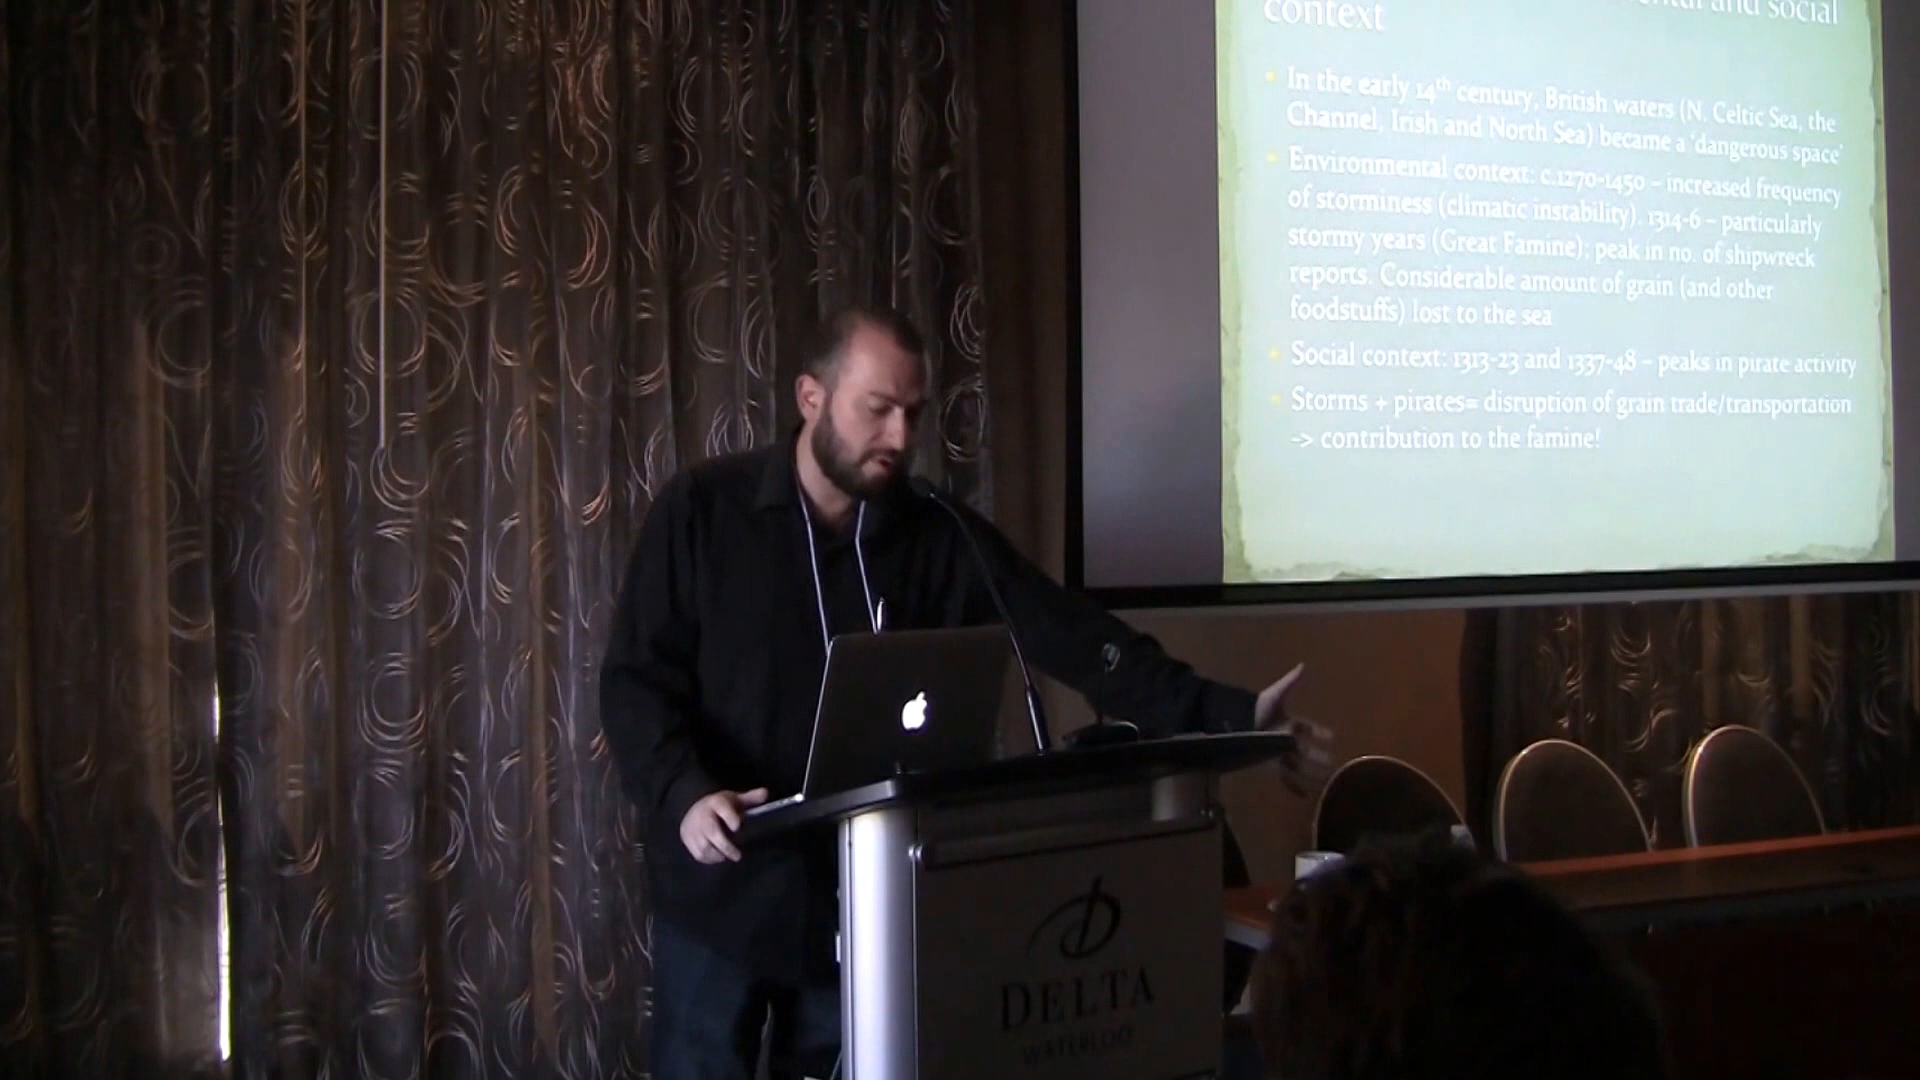 and social
context
In the early 14th century, British waters (N. Celtic Sea, the
Channel, Irish and North Sea) became a 'dangerous space'
Environmental context: c.1270-1450 – increased frequency
of storminess (climatic instability). 1314-6 – particularly
stormy years (Great Famine); peak in no. of shipwreck
reports. Considerable amount of grain (and other
foodstuffs) lost to the sea
Social context: 1313-23 and 1337-48 – peaks in pirate activity
Storms + pirates= disruption of grain trade/transportation
-> contribution to the famine!
DELTA
WATERLOO